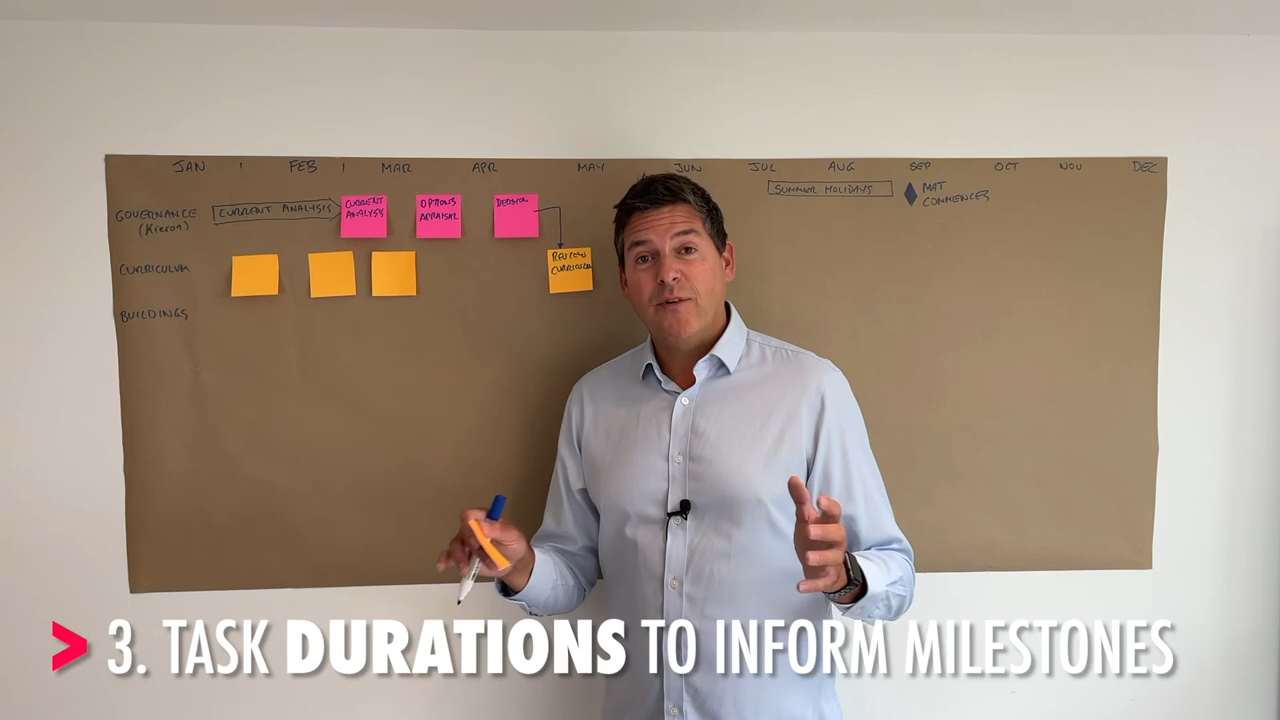 JAN FEB MAR APR MAY JUN JUL AUG SEP OCT NOV DEC
SUMMER HOLIDAYS
MAT
COMMENCES
GOVERNANCE
(Kieron)
CURRENT ANALYSIS
CURRENT
ANALYSIS
OPTIONS
APPRAISAL
DECISION
CURRICULUM
REVIEW
CURRICULUM
BUILDINGS
> 3. TASK DURATIONS TO INFORM MILESTONES